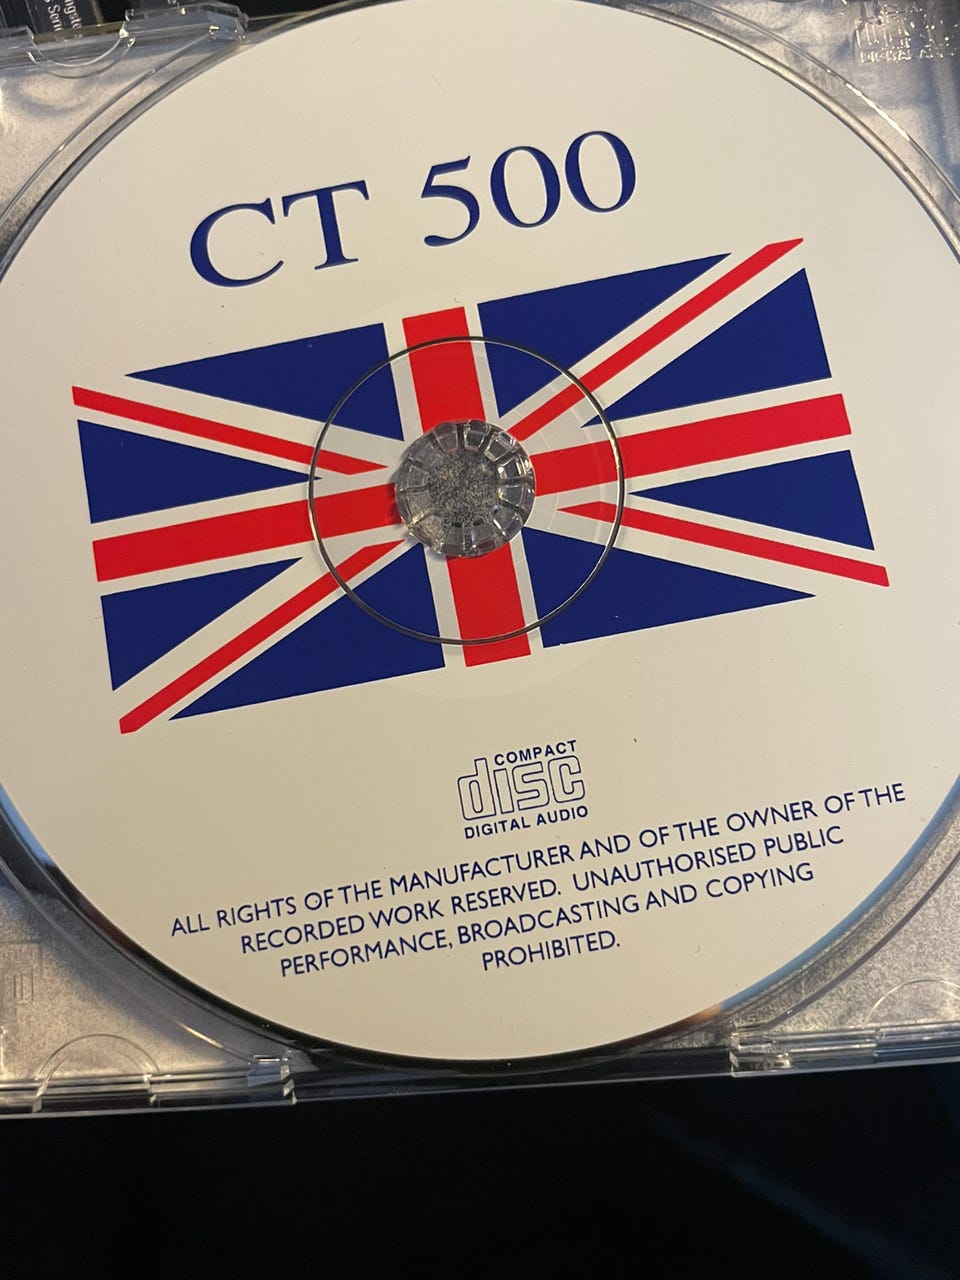 CT 500
COMPACT
disc
DIGITAL AUDIO
ALL RIGHTS OF THE MANUFACTURER AND OF THE OWNER OF THE
RECORDED WORK RESERVED. UNAUTHORISED PUBLIC
PERFORMANCE, BROADCASTING AND COPYING
PROHIBITED.